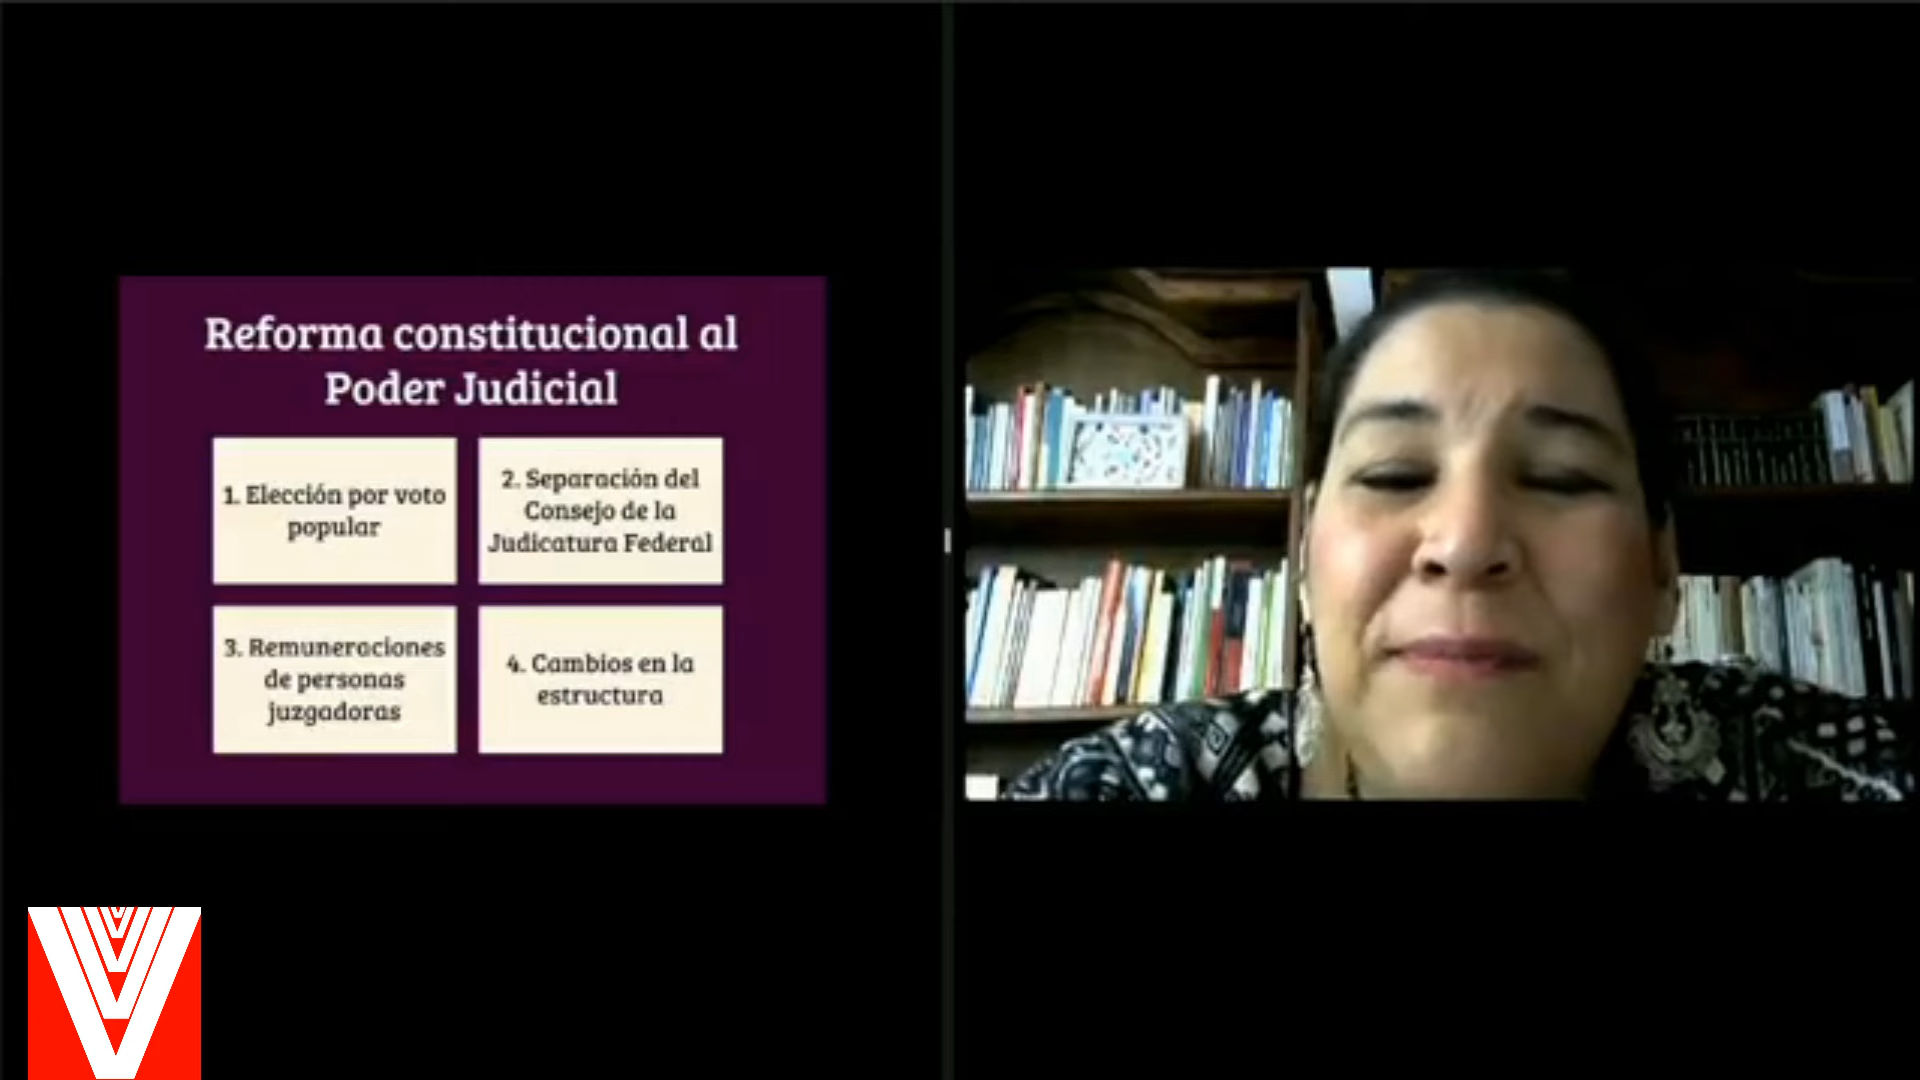 Reforma constitucional al
Poder Judicial
1. Elección por voto
popular
2. Separación del
Consejo de la
Judicatura Federal
3. Remuneraciones
de personas
juzgadoras
4. Cambios en la
estructura